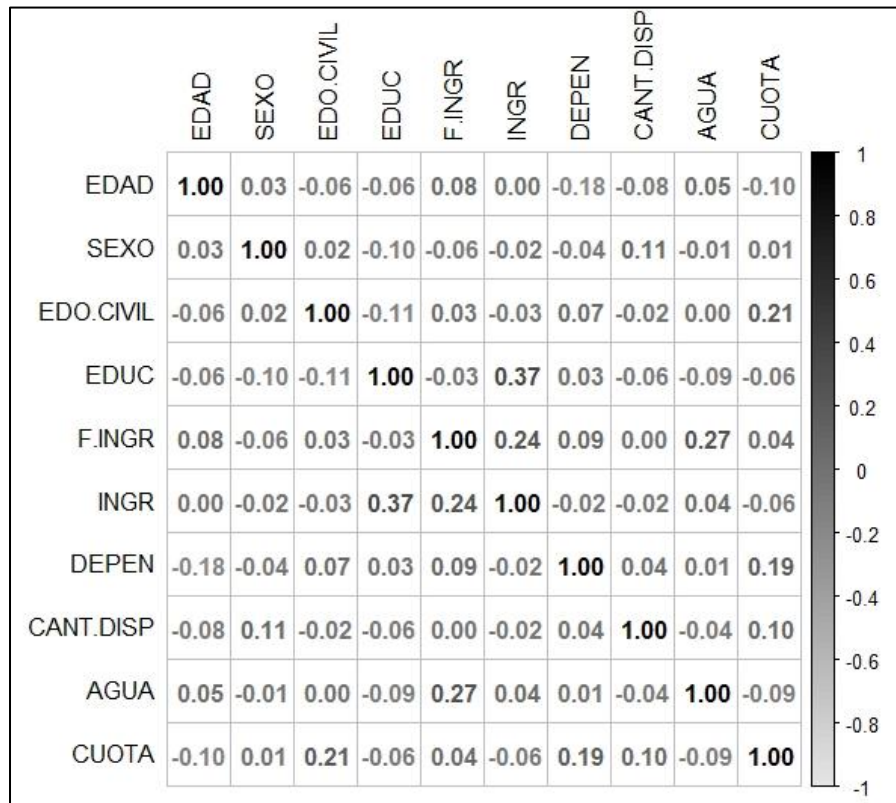 EDAD SEXO EDO.CIVIL EDUC F.INGR INGR DEPEN CANT.DISP AGUA CUOTA
EDAD 1.00 0.03 -0.06 -0.06 0.08 0.00 -0.18 -0.08 0.05 -0.10
SEXO 0.03 1.00 0.02 -0.10 -0.06 -0.02 -0.04 0.11 -0.01 0.01
EDO.CIVIL -0.06 0.02 1.00 -0.11 0.03 -0.03 0.07 -0.02 0.00 0.21
EDUC -0.06 -0.10 -0.11 1.00 -0.03 0.37 0.03 -0.06 -0.09 -0.06
F.INGR 0.08 -0.06 0.03 -0.03 1.00 0.24 0.09 0.00 0.27 0.04
INGR 0.00 -0.02 -0.03 0.37 0.24 1.00 -0.02 -0.02 0.04 -0.06
DEPEN -0.18 -0.04 0.07 0.03 0.09 -0.02 1.00 0.04 0.01 0.19
CANT.DISP -0.08 0.11 -0.02 -0.06 0.00 -0.02 0.04 1.00 -0.04 0.10
AGUA 0.05 -0.01 0.00 -0.09 0.27 0.04 0.01 -0.04 1.00 -0.09
CUOTA -0.10 0.01 0.21 -0.06 0.04 -0.06 0.19 0.10 -0.09 1.00
1
0.8
0.6
0.4
0.2
0
-0.2
-0.4
-0.6
-0.8
-1